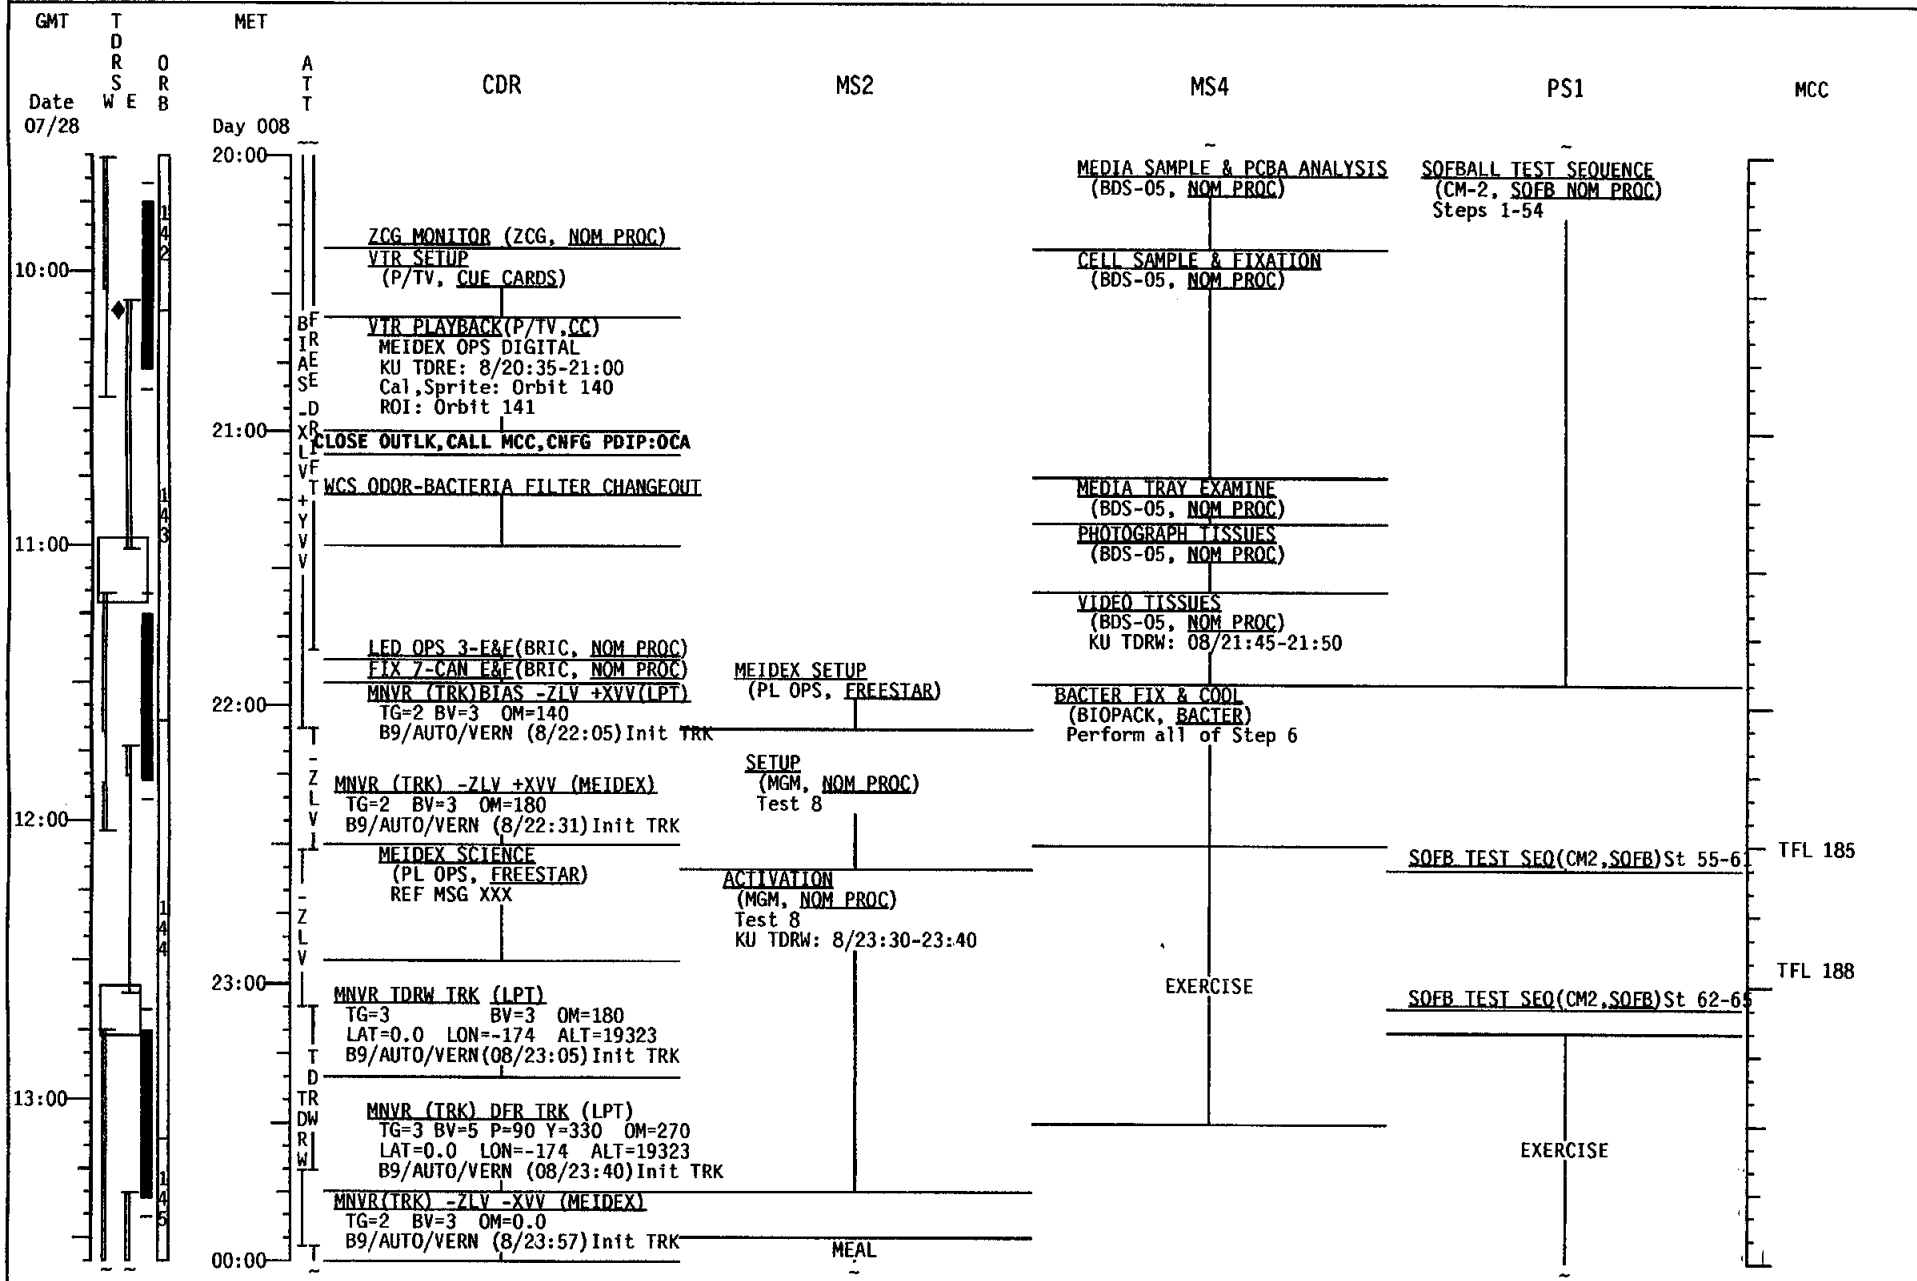 GMT
TDRS
W E
ORB
MET
ATT
CDR
MS2
MS4
PS1
MCC
Date
07/28
Day 008
20:00
21:00
22:00
23:00
00:00
10:00
11:00
12:00
13:00
142
143
144
145
BIAS -XLV +YVV
FREE DRIFT
T
-ZLV
T
-ZLV
T
TDRW
TDRW
T
ZCG MONITOR (ZCG, NOM PROC)
VTR SETUP
(P/TV, CUE CARDS)
VTR PLAYBACK(P/TV,CC)
MEIDEX OPS DIGITAL
KU TDRE: 8/20:35-21:00
Cal,Sprite: Orbit 140
ROI: Orbit 141
CLOSE OUTLK,CALL MCC,CNFG PDIP:OCA
WCS ODOR-BACTERIA FILTER CHANGEOUT
LED OPS 3-E&F(BRIC, NOM PROC)
FIX 7-CAN E&F(BRIC, NOM PROC)
MNVR (TRK)BIAS -ZLV +XVV(LPT)
TG=2 BV=3 OM=140
B9/AUTO/VERN (8/22:05)Init TRK
MNVR (TRK) -ZLV +XVV (MEIDEX)
TG=2 BV=3 OM=180
B9/AUTO/VERN (8/22:31)Init TRK
MEIDEX SCIENCE
(PL OPS, FREESTAR)
REF MSG XXX
MNVR TDRW TRK (LPT)
TG=3 BV=3 OM=180
LAT=0.0 LON=-174 ALT=19323
B9/AUTO/VERN(08/23:05)Init TRK
MNVR (TRK) DFR TRK (LPT)
TG=3 BV=5 P=90 Y=330 OM=270
LAT=0.0 LON=-174 ALT=19323
B9/AUTO/VERN (08/23:40)Init TRK
MNVR(TRK) -ZLV -XVV (MEIDEX)
TG=2 BV=3 OM=0.0
B9/AUTO/VERN (8/23:57)Init TRK
MEIDEX SETUP
(PL OPS, FREESTAR)
SETUP
(MGM, NOM PROC)
Test 8
ACTIVATION
(MGM, NOM PROC)
Test 8
KU TDRW: 8/23:30-23:40
MEAL
MEDIA SAMPLE & PCBA ANALYSIS
(BDS-05, NOM PROC)
CELL SAMPLE & FIXATION
(BDS-05, NOM PROC)
MEDIA TRAY EXAMINE
(BDS-05, NOM PROC)
PHOTOGRAPH TISSUES
(BDS-05, NOM PROC)
VIDEO TISSUES
(BDS-05, NOM PROC)
KU TDRW: 08/21:45-21:50
BACTER FIX & COOL
(BIOPACK, BACTER)
Perform all of Step 6
EXERCISE
SOFBALL TEST SEQUENCE
(CM-2, SOFB NOM PROC)
Steps 1-54
SOFB TEST SEQ(CM2,SOFB)St 55-61
SOFB TEST SEQ(CM2,SOFB)St 62-65
EXERCISE
TFL 185
TFL 188